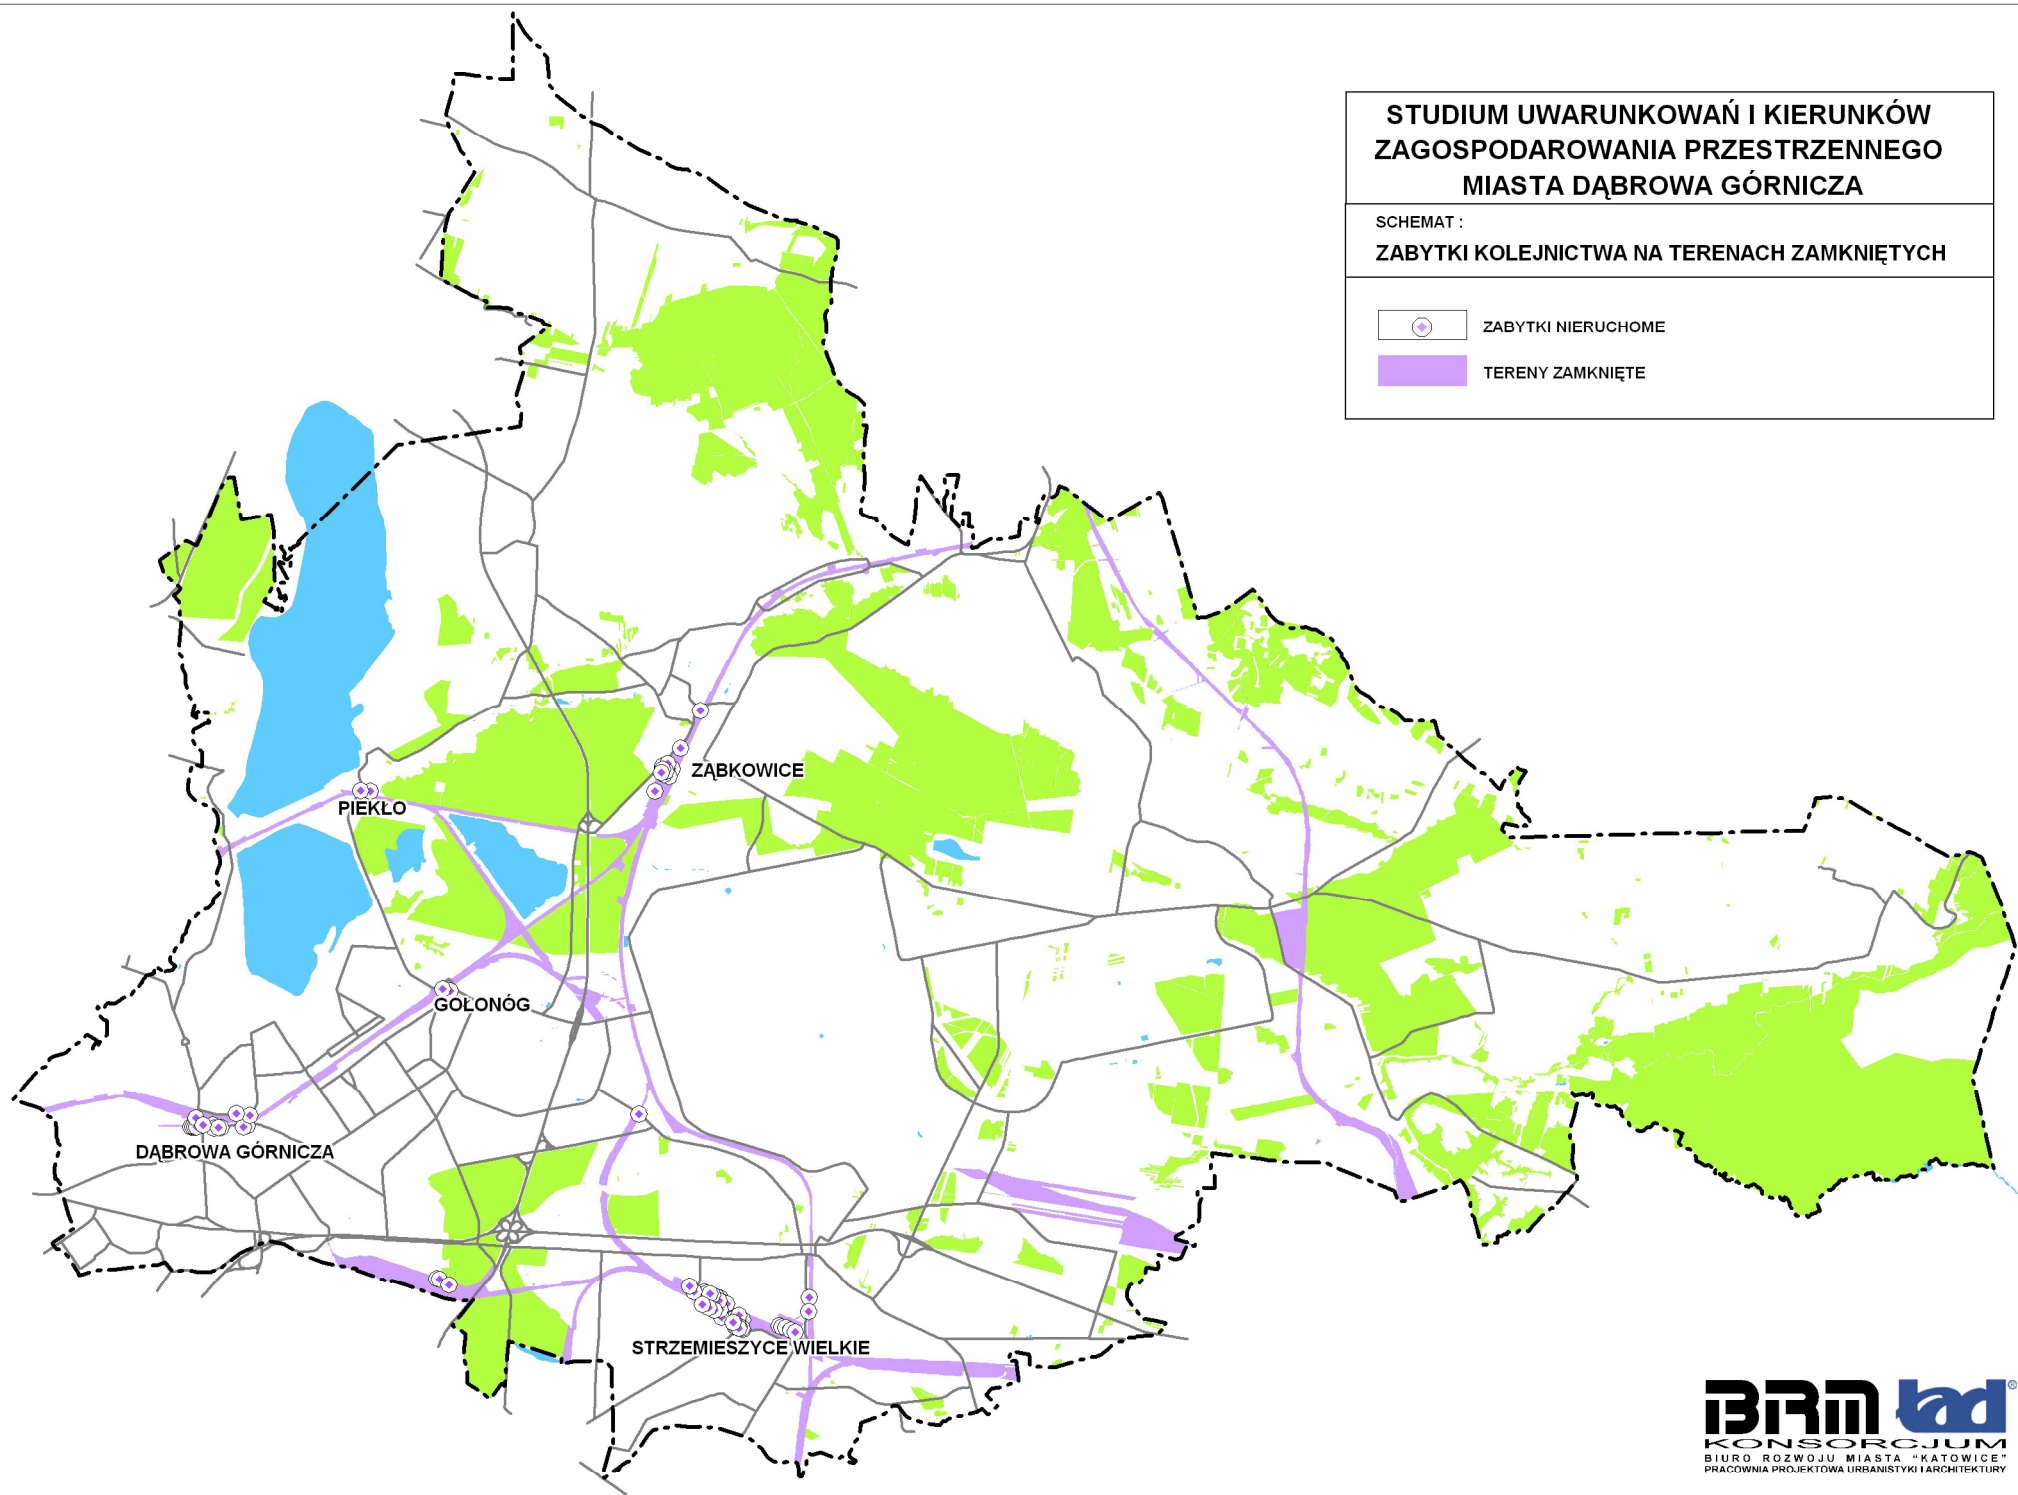 STUDIUM UWARUNKOWAŃ I KIERUNKÓW
ZAGOSPODAROWANIA PRZESTRZENNEGO
MIASTA DĄBROWA GÓRNICZA
SCHEMAT :
ZABYTKI KOLEJNICTWA NA TERENACH ZAMKNIĘTYCH
ZABYTKI NIERUCHOME
TERENY ZAMKNIĘTE
ZĄBKOWICE
PIEKŁO
GOŁONÓG
DĄBROWA GÓRNICZA
STRZEMIESZYCE WIELKIE
BRM ład®
KONSORCJUM
BIURO ROZWOJU MIASTA "KATOWICE"
PRACOWNIA PROJEKTOWA URBANISTYKI I ARCHITEKTURY